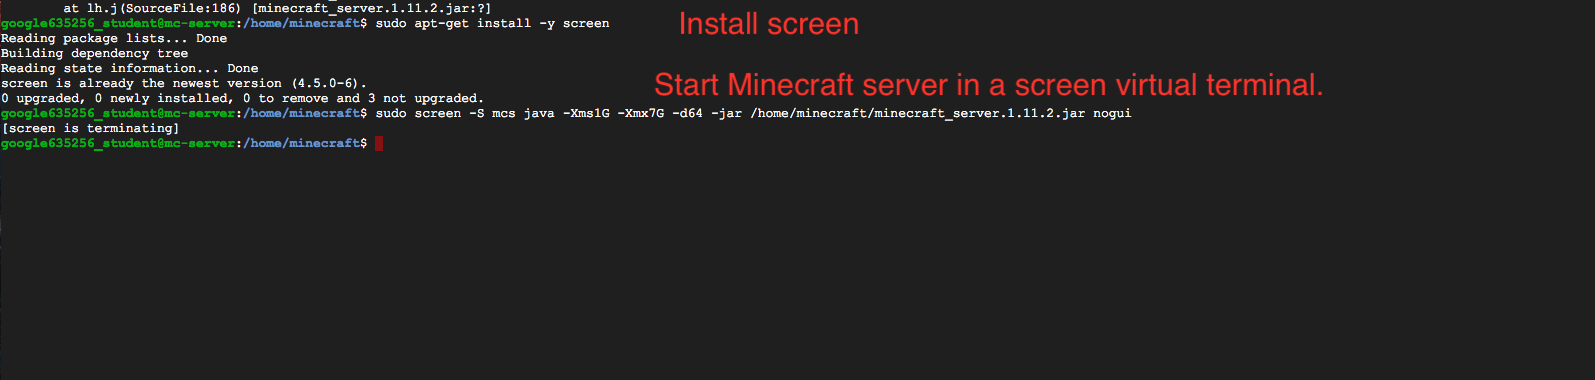 at lh.j(SourceFile:186) [minecraft_server.1.11.2.jar:?]
google635256_student@mc-server:/home/minecraft$ sudo apt-get install -y screen
Install screen
Reading package lists... Done
Building dependency tree
Reading state information... Done
screen is already the newest version (4.5.0-6).
Start Minecraft server in a screen virtual terminal.
0 upgraded, 0 newly installed, 0 to remove and 3 not upgraded.
google635256_student@mc-server:/home/minecraft$ sudo screen -S mcs java -Xms1G -Xmx7G -d64 -jar /home/minecraft/minecraft_server.1.11.2.jar nogui
[screen is terminating]
google635256_student@mc-server:/home/minecraft$